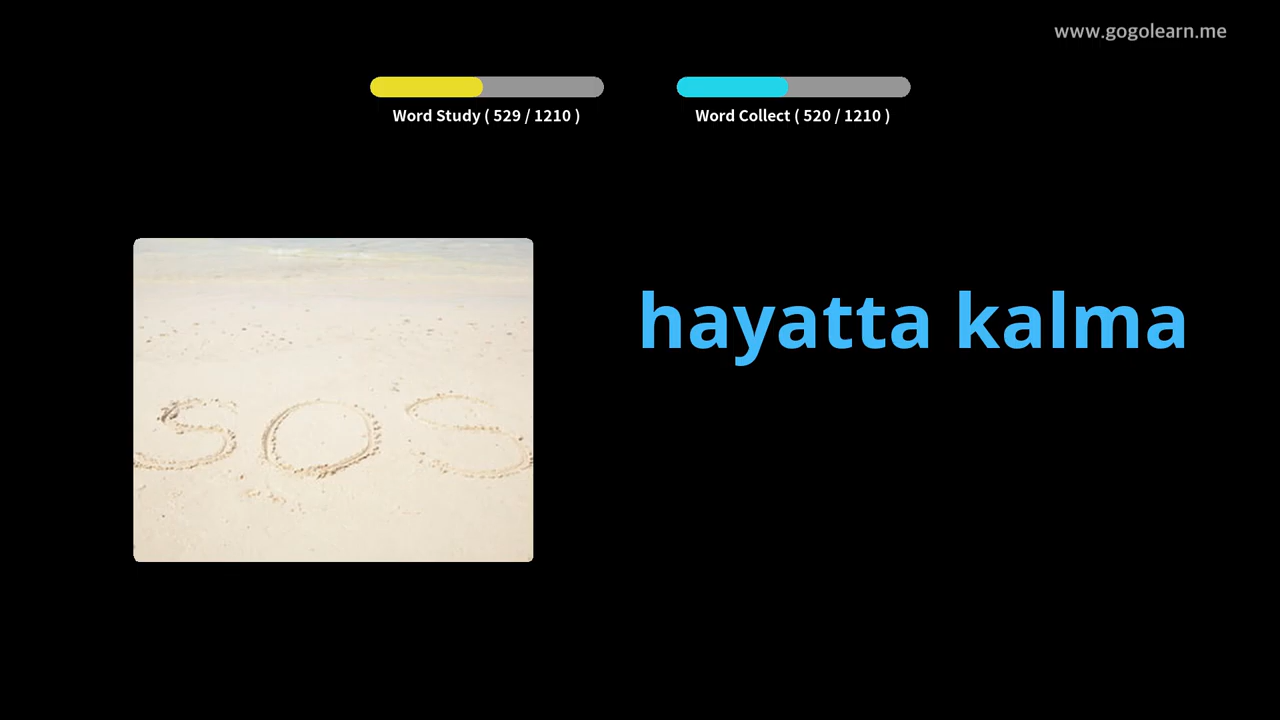 www.gogolearn.me
Word Study ( 529 / 1210 )
Word Collect ( 520 / 1210 )
hayatta kalma
SOS